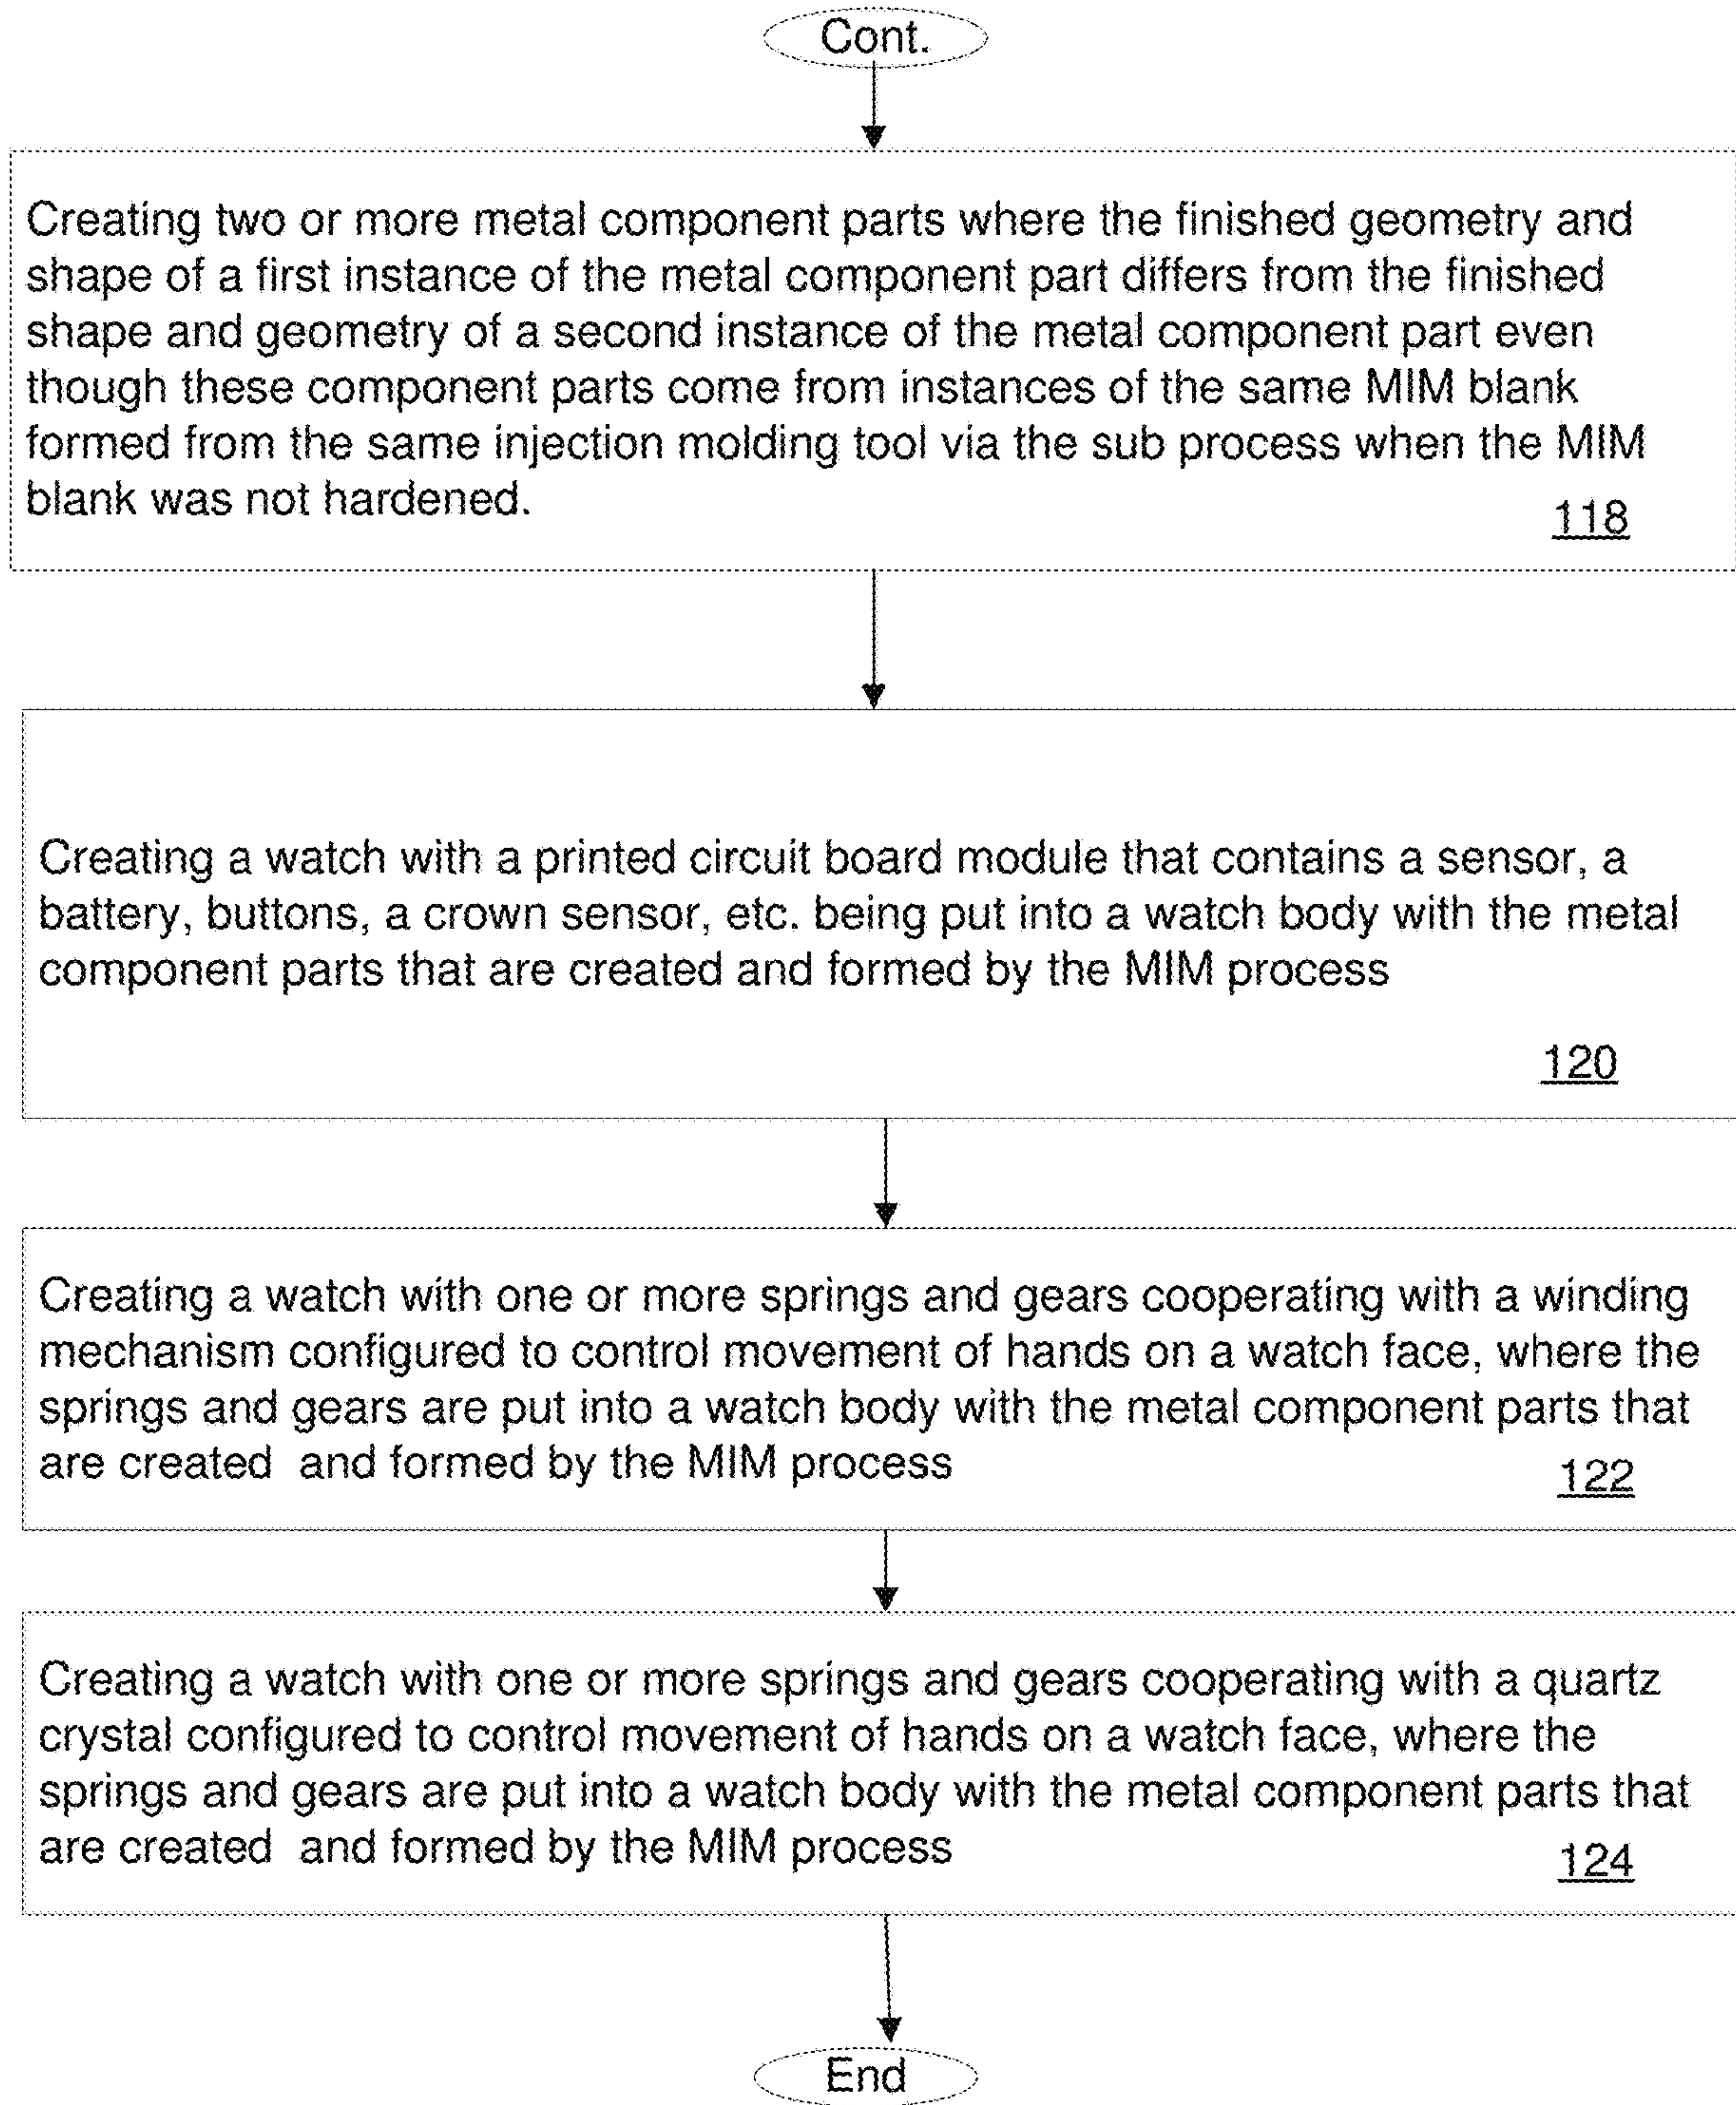 Cont.
Creating two or more metal component parts where the finished geometry and
shape of a first instance of the metal component part differs from the finished
shape and geometry of a second instance of the metal component part even
though these component parts come from instances of the same MIM blank
formed from the same injection molding tool via the sub process when the MIM
blank was not hardened.
118
Creating a watch with a printed circuit board module that contains a sensor, a
battery, buttons, a crown sensor, etc. being put into a watch body with the metal
component parts that are created and formed by the MIM process
120
Creating a watch with one or more springs and gears cooperating with a winding
mechanism configured to control movement of hands on a watch face, where the
springs and gears are put into a watch body with the metal component parts that
are created  and formed by the MIM process
122
Creating a watch with one or more springs and gears cooperating with a quartz
crystal configured to control movement of hands on a watch face, where the
springs and gears are put into a watch body with the metal component parts that
are created  and formed by the MIM process
124
End